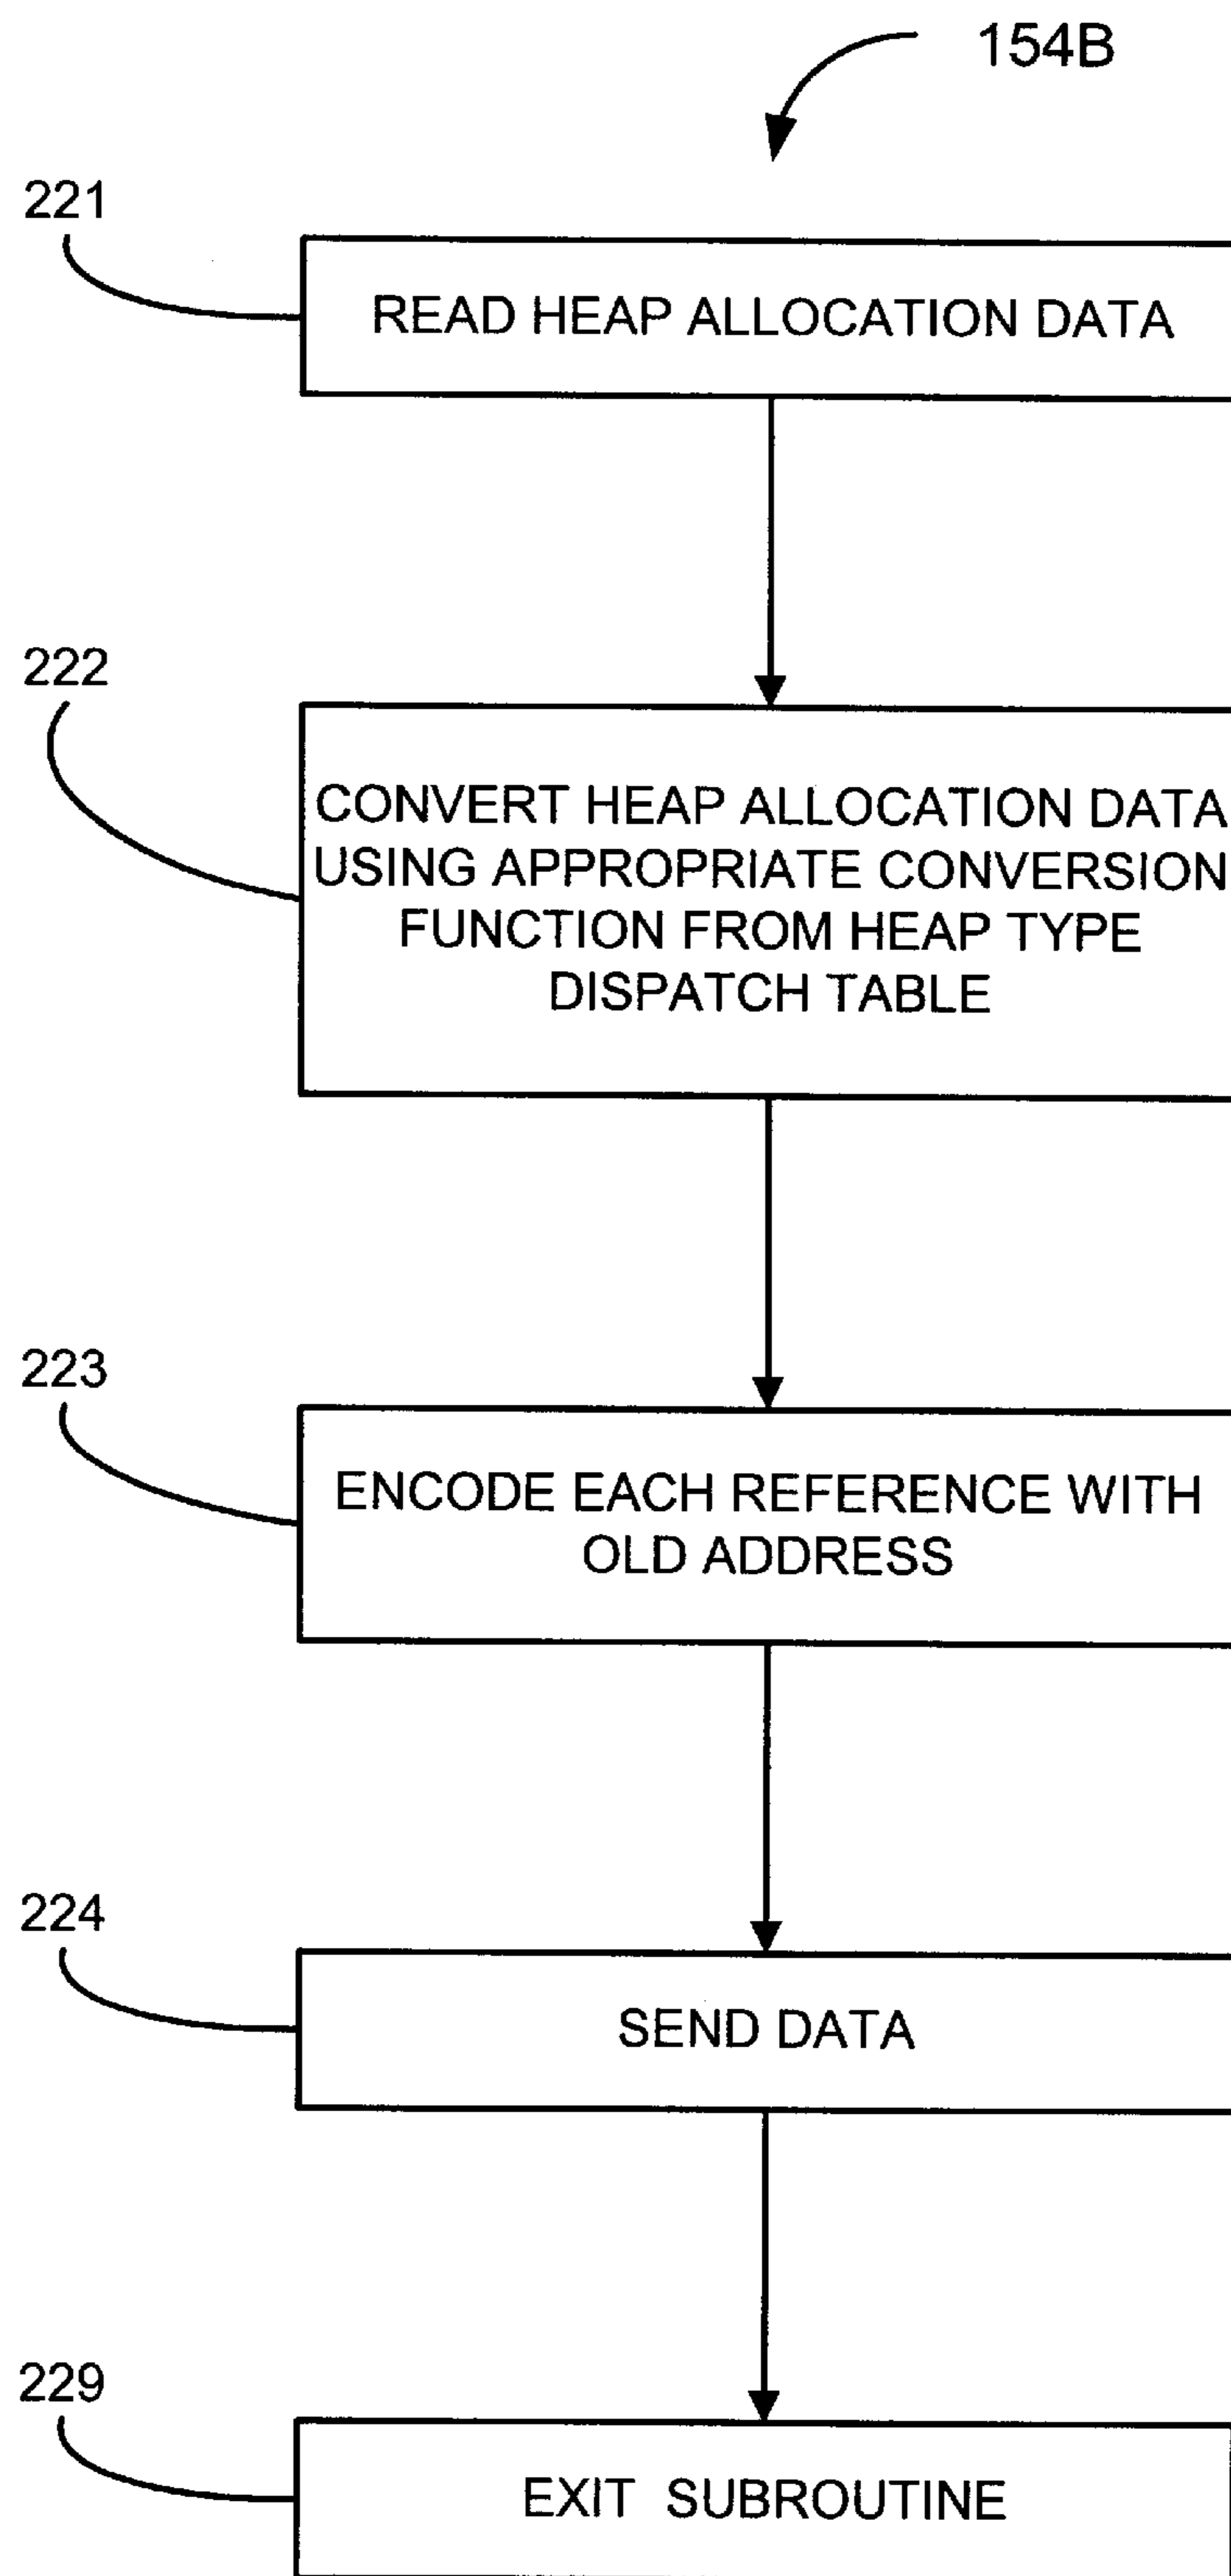 154B
221
READ HEAP ALLOCATION DATA
222
CONVERT HEAP ALLOCATION DATA
USING APPROPRIATE CONVERSION
FUNCTION FROM HEAP TYPE
DISPATCH TABLE
223
ENCODE EACH REFERENCE WITH
OLD ADDRESS
224
SEND DATA
229
EXIT SUBROUTINE